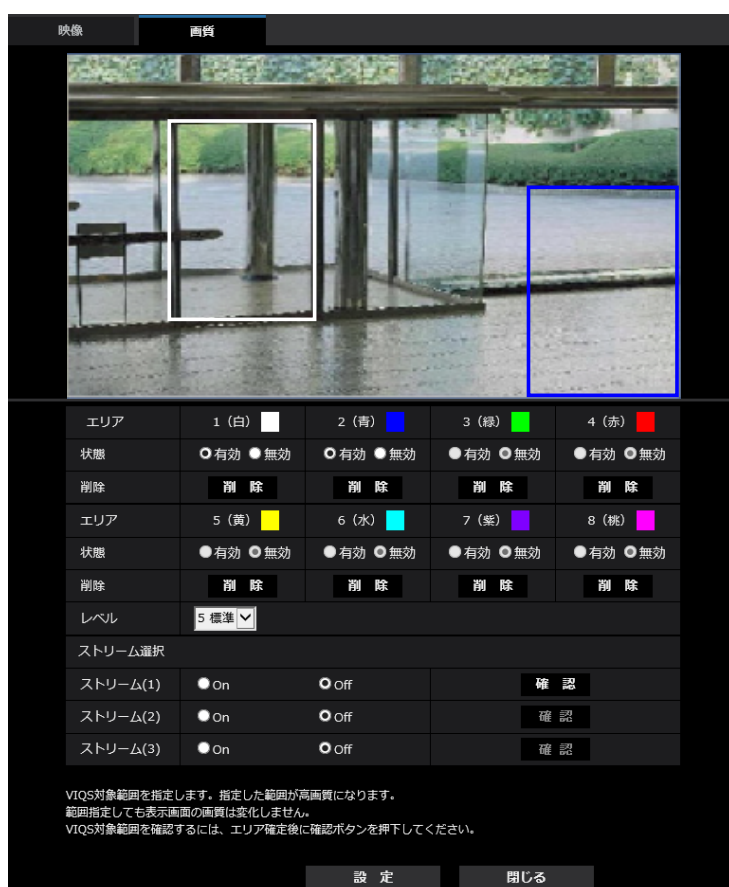 映像 画質
エリア 1（白） 2（青） 3（緑） 4（赤）
状態 有効 無効 有効 無効 有効 無効 有効 無効
削除 削 除 削 除 削 除 削 除
エリア 5（黄） 6（水） 7（紫） 8（桃）
状態 有効 無効 有効 無効 有効 無効 有効 無効
削除 削 除 削 除 削 除 削 除
レベル 5 標準
ストリーム選択
ストリーム(1) On Off 確 認
ストリーム(2) On Off 確 認
ストリーム(3) On Off 確 認
VIQS対象範囲を指定します。指定した範囲が高画質になります。
範囲指定しても表示画面の画質は変化しません。
VIQS対象範囲を確認するには、エリア確定後に確認ボタンを押下してください。
設 定 閉じる